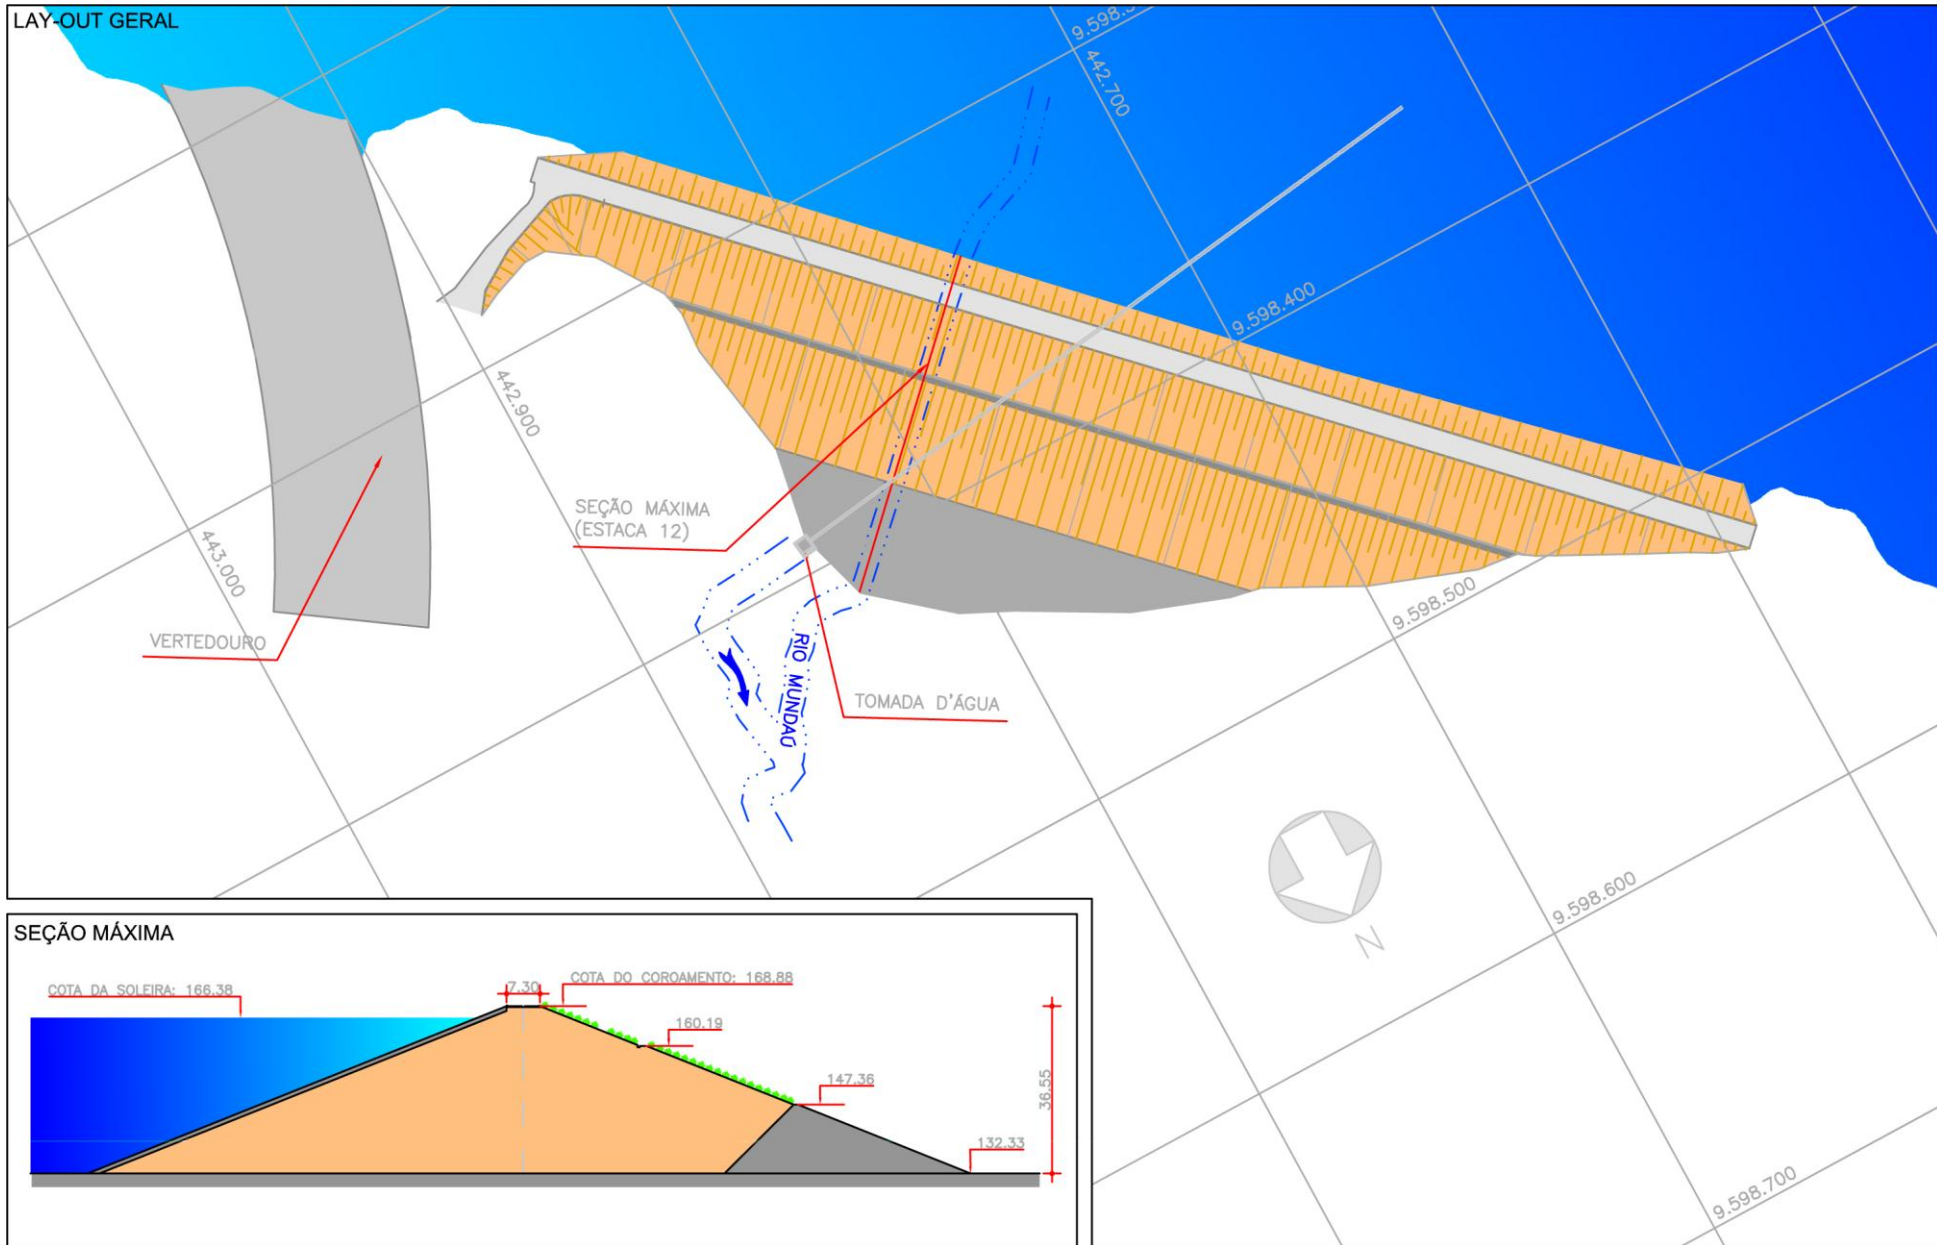 LAY-OUT GERAL
9.598.3
442.700
9.598.400
442.900
SEÇÃO MÁXIMA
(ESTACA 12)
443.000
9.598.500
VERTEDOURO
RIO MUNDAÚ
TOMADA D'ÁGUA
9.598.600
N
9.598.700
SEÇÃO MÁXIMA
COTA DA SOLEIRA: 166.38
7.30
COTA DO COROAMENTO: 168.88
160.19
147.36
36.55
132.33